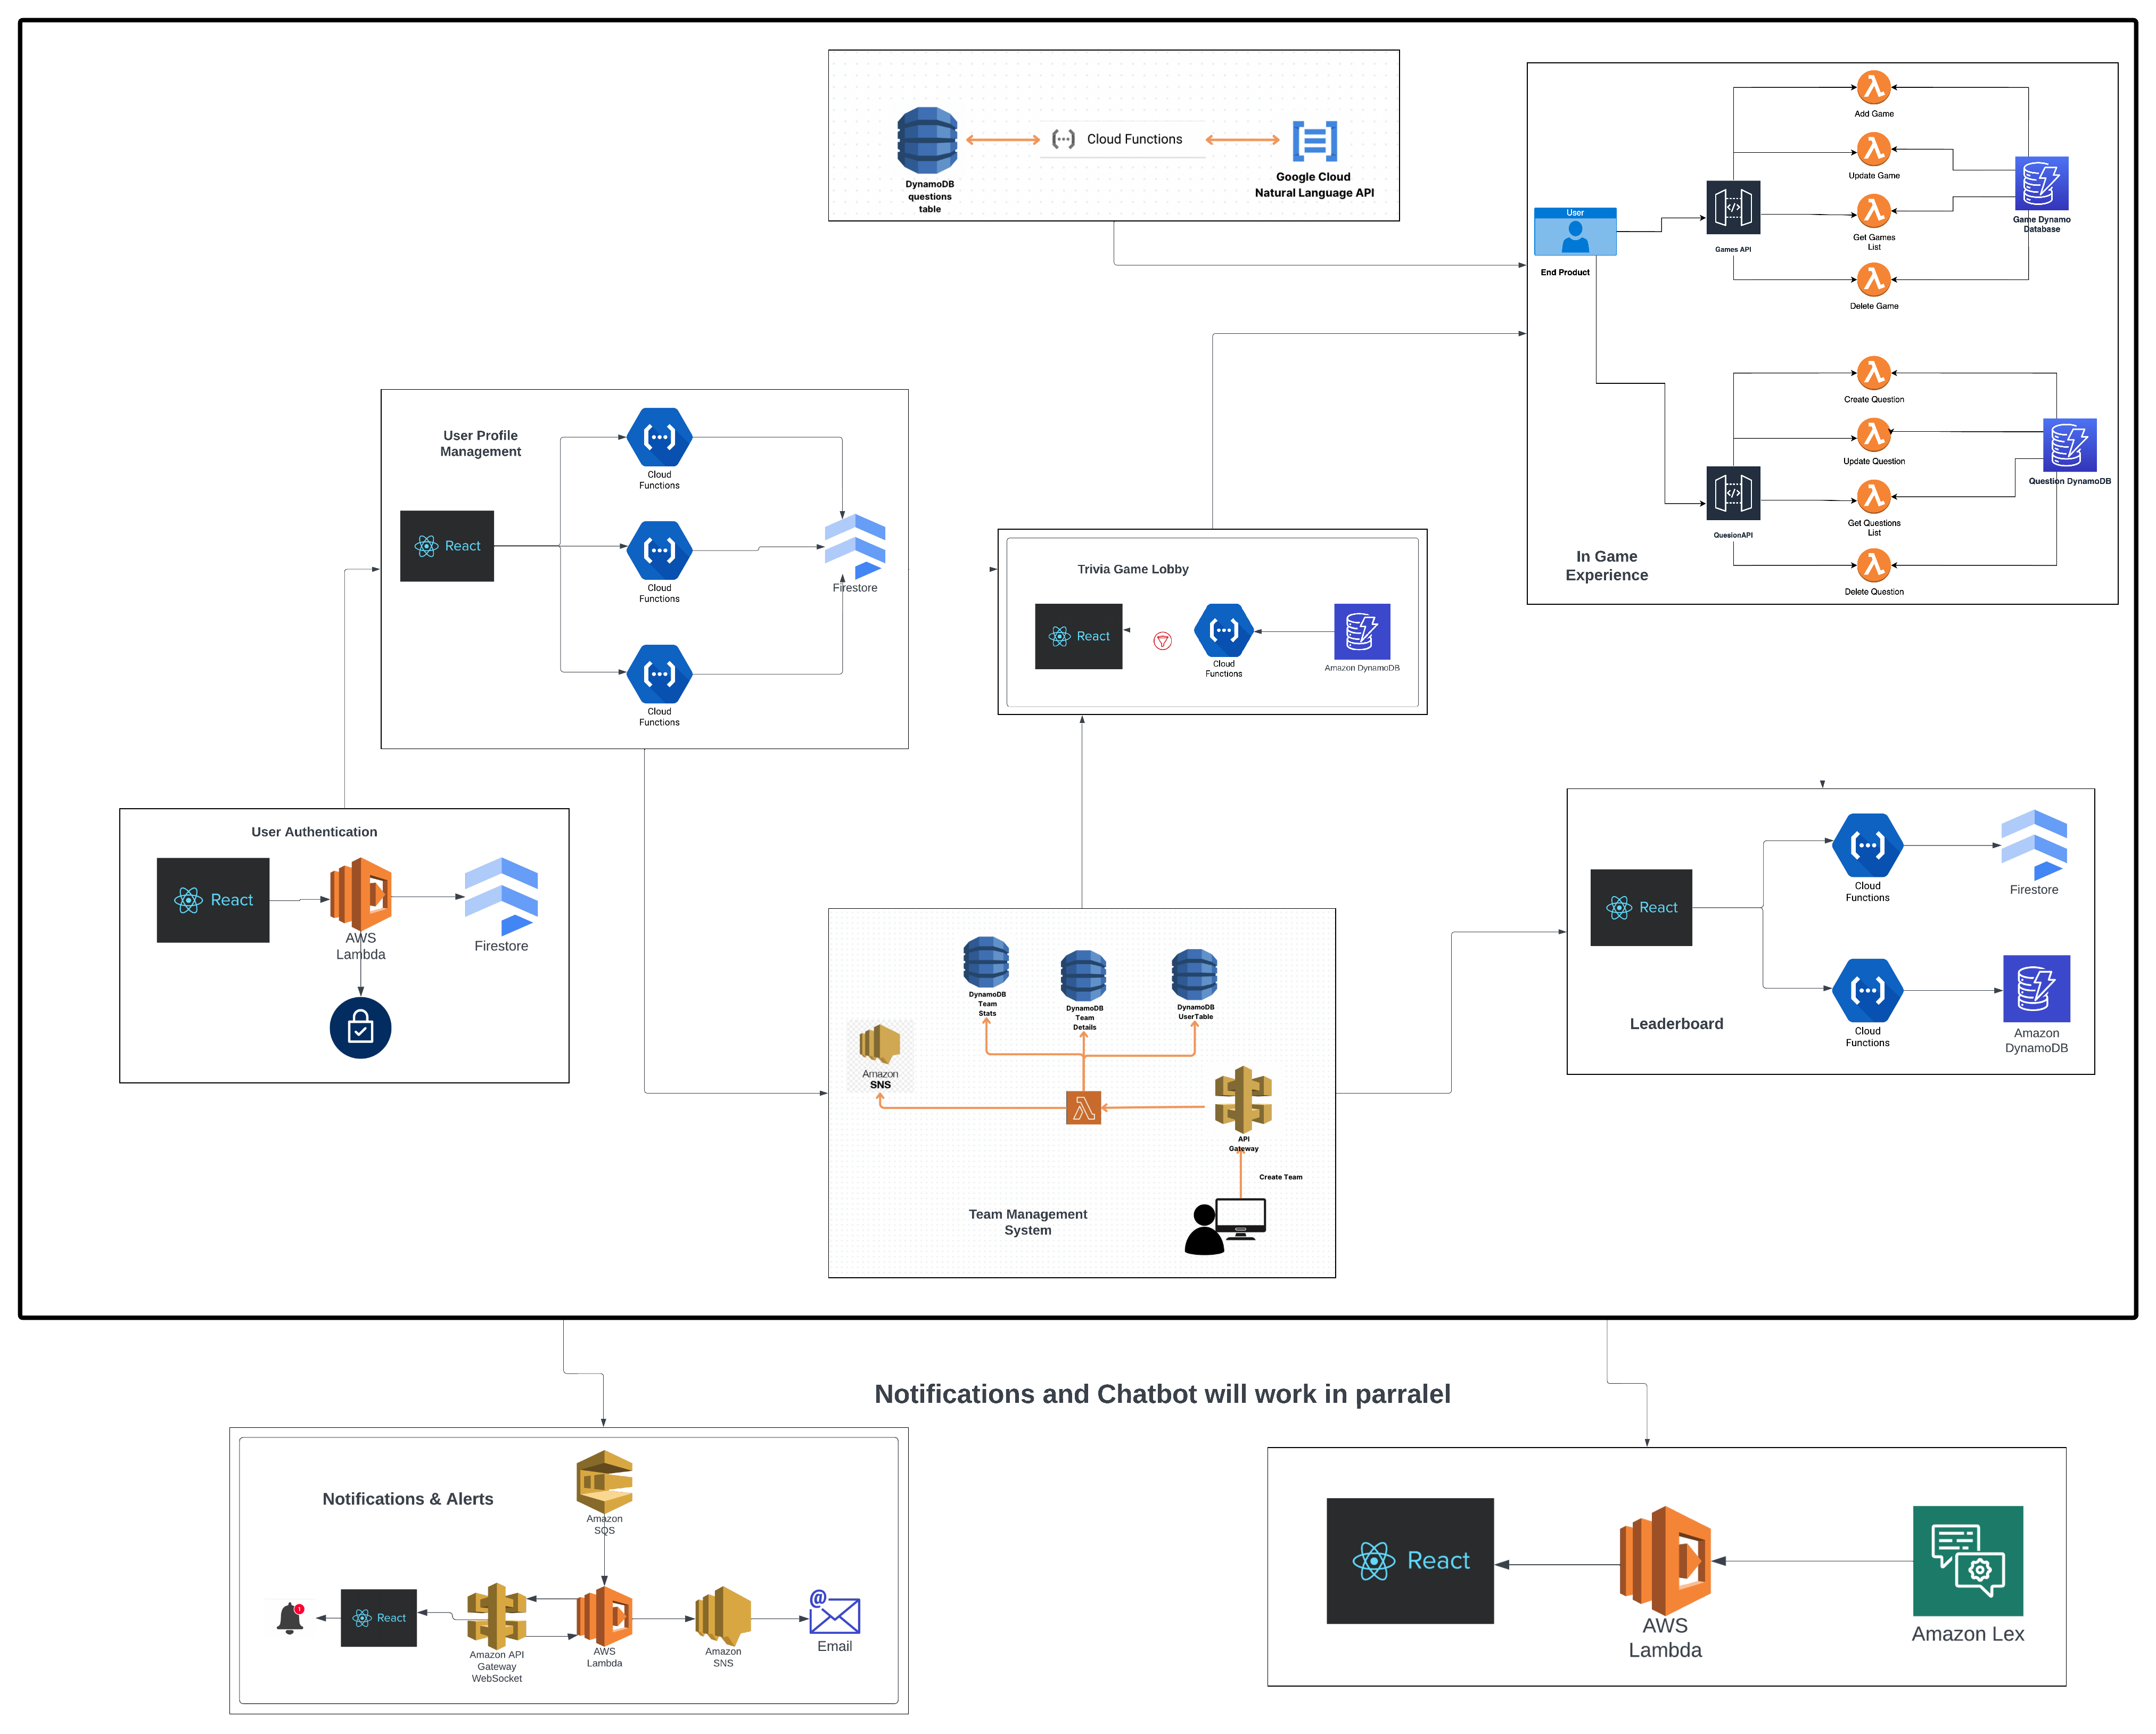 DynamoDB
questions
table
Cloud Functions
Google Cloud
Natural Language API
User
End Product
Games API
Add Game
Update Game
Get Games
List
Delete Game
Game Dynamo
Database
QuesionAPI
Create Question
Update Question
Get Questions
List
Delete Question
Question DynamoDB
In Game
Experience
User Profile
Management
React
Cloud
Functions
Cloud
Functions
Cloud
Functions
Firestore
Trivia Game Lobby
React
Cloud
Functions
Amazon DynamoDB
User Authentication
React
AWS
Lambda
Firestore
DynamoDB
Team
Stats
DynamoDB
Team
Details
DynamoDB
UserTable
Amazon
SNS
API
Gateway
Create Team
Team Management
System
React
Cloud
Functions
Firestore
Cloud
Functions
Amazon
DynamoDB
Leaderboard
Notifications and Chatbot will work in parralel
Notifications & Alerts
Amazon
SQS
1
React
Amazon API
Gateway
WebSocket
AWS
Lambda
Amazon
SNS
@
Email
React
AWS
Lambda
Amazon Lex